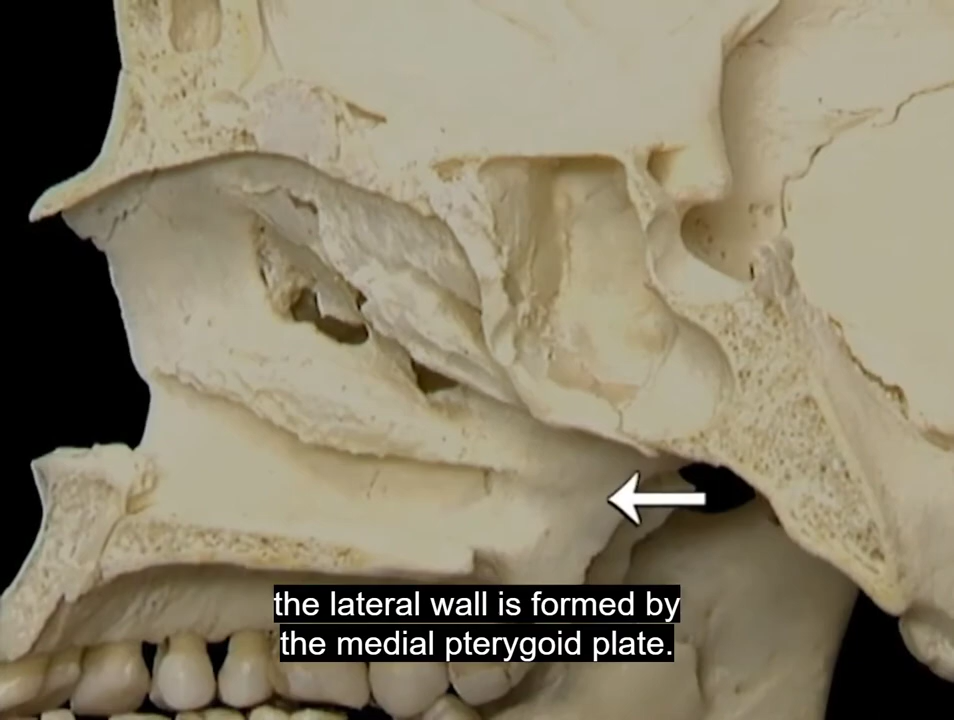 the lateral wall is formed by
the medial pterygoid plate.